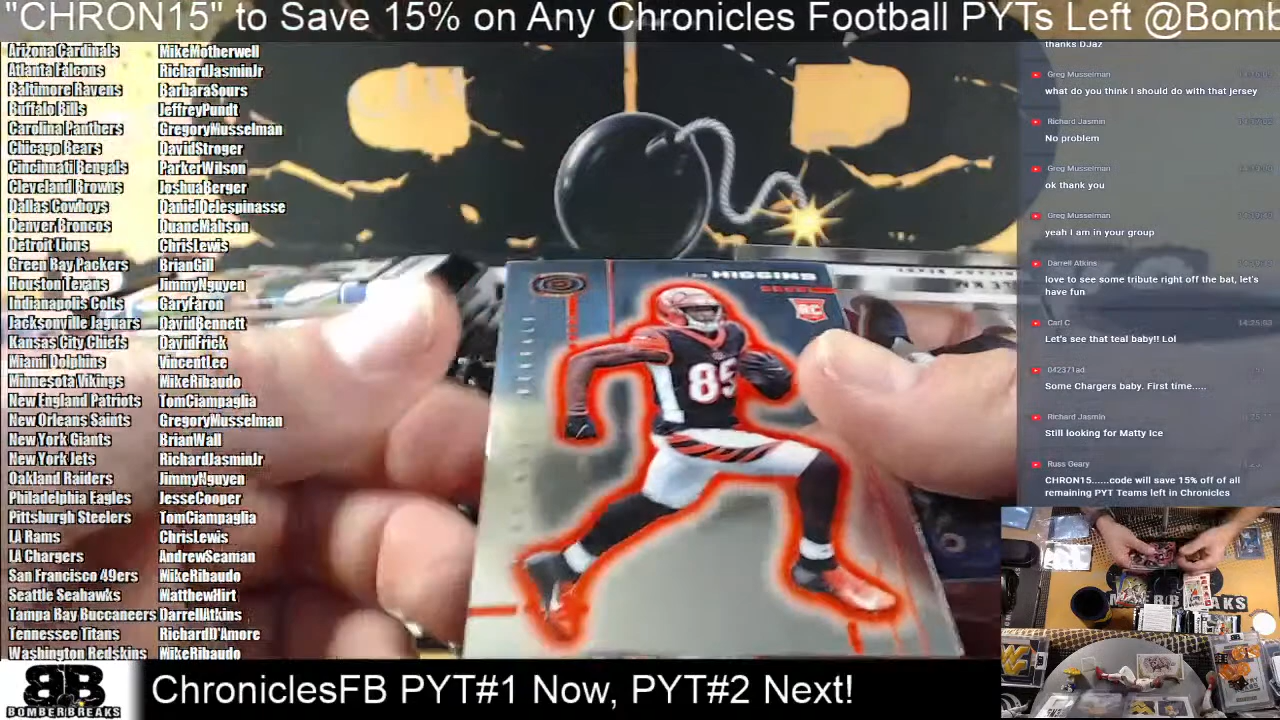 "CHRON15" to Save 15% on Any Chronicles Football PYTs Left @Bomb
Arizona Cardinals MikeMotherwell
Atlanta Falcons RichardJasminJr
Baltimore Ravens BarbaraSours
Buffalo Bills JeffreyPundt
Carolina Panthers GregoryMusselman
Chicago Bears DavidStroger
Cincinnati Bengals ParkerWilson
Cleveland Browns JoshuaBerger
Dallas Cowboys DanielDelespinasse
Denver Broncos DuaneMabson
Detroit Lions ChrisLewis
Green Bay Packers BrianGill
Houston Texans JimmyNguyen
Indianapolis Colts GaryFaron
Jacksonville Jaguars DavidBennett
Kansas City Chiefs DavidFrick
Miami Dolphins VincentLee
Minnesota Vikings MikeRibaudo
New England Patriots TomCiampaglia
New Orleans Saints GregoryMusselman
New York Giants BrianWall
New York Jets RichardJasminJr
Oakland Raiders JimmyNguyen
Philadelphia Eagles JesseCooper
Pittsburgh Steelers TomCiampaglia
LA Rams ChrisLewis
LA Chargers AndrewSeaman
San Francisco 49ers MikeRibaudo
Seattle Seahawks MatthewHirt
Tampa Bay Buccaneers DarrellAtkins
Tennessee Titans RichardD'Amore
Washington Redskins MikeRibaudo
HIGGINS
RC
BENGALS
85
thanks DJaz
Greg Musselman
what do you think I should do with that jersey
Richard Jasmin
No problem
Greg Musselman
ok thank you
Greg Musselman
yeah I am in your group
Darrell Atkins
love to see some tribute right off the bat, let's
have fun
Carl C
Let's see that teal baby!! Lol
042371ad
Some Chargers baby. First time.....
Richard Jasmin
Still looking for Matty Ice
Russ Geary
CHRON15......code will save 15% off of all
remaining PYT Teams left in Chronicles
BOMBERBREAKS
BB
BOMBERBREAKS
ChroniclesFB PYT#1 Now, PYT#2 Next!